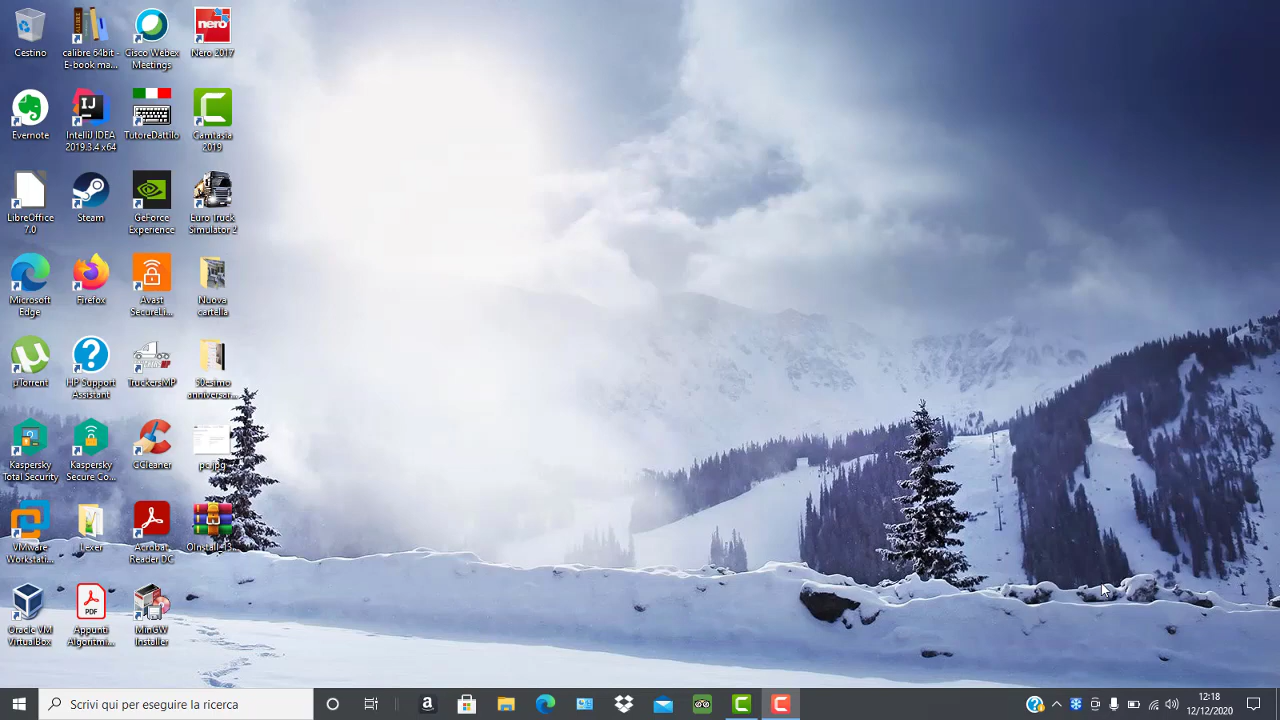 Cestino
calibre 64bit -
E-book ma...
Cisco Webex
Meetings
nero
Nero 2017
Evernote
IJ
IntelliJ IDEA
2019.3.4 x64
TutoreDattilo
Camtasia
2019
LibreOffice
7.0
Steam
GeForce
Experience
Euro Truck
Simulator 2
Microsoft
Edge
Firefox
Avast
SecureLi...
Nuova
cartella
µTorrent
HP Support
Assistant
TruckersMP
50esimo
anniversar...
Kaspersky
Total Security
Kaspersky
Secure Co...
CCleaner
pc.jpg
VMware
Workstati...
Acrobat
Reader DC
Oracle VM
VirtualBox
PDF
Appunti
Algoritmi...
MinGW
Installer
Scrivi qui per eseguire la ricerca
12:18
12/12/2020